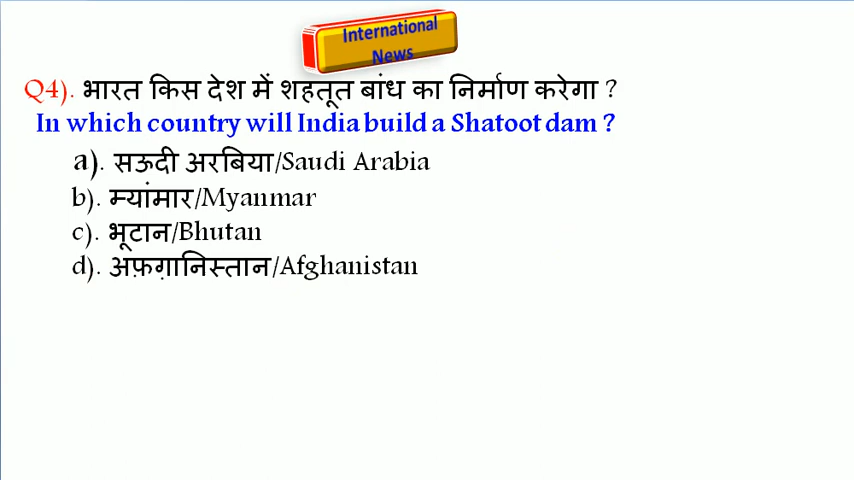 International
News
Q4). भारत किस देश में शहतूत बांध का निर्माण करेगा ?
In which country will India build a Shatoot dam ?
a). सऊदी अरबिया/Saudi Arabia
b). म्यांमार/Myanmar
c). भूटान/Bhutan
d). अफ़ग़ानिस्तान/Afghanistan